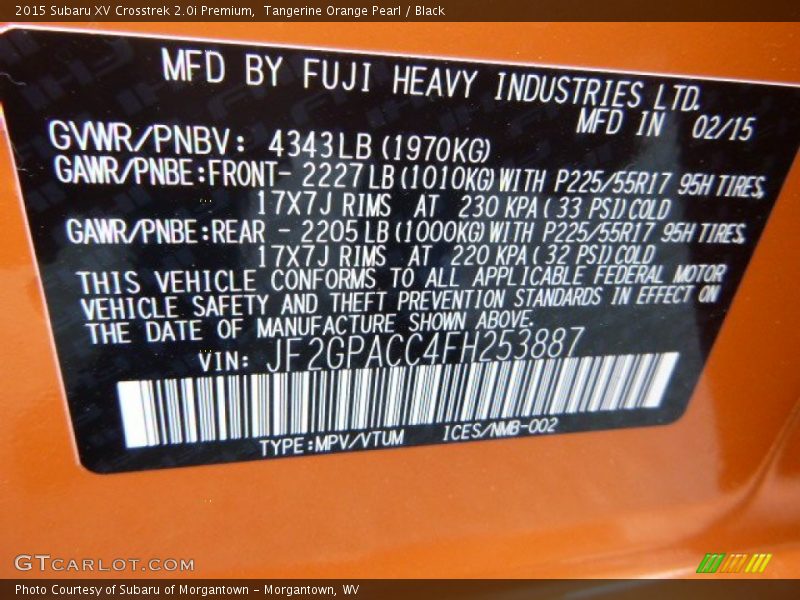 2015 Subaru XV Crosstrek 2.0i Premium,  Tangerine Orange Pearl / Black
MFD BY FUJI HEAVY INDUSTRIES LTD.
MFD IN 02/15
GVWR/PNBV: 4343LB (1970KG)
GAWR/PNBE:FRONT- 2227LB(1010KG)WITH P225/55R17 95H TIRES,
17X7J RIMS AT 230 KPA( 33 PSI)COLD
GAWR/PNBE:REAR - 2205LB(1000KG)WITH P225/55R17 95H TIRES,
17X7J RIMS AT 220 KPA( 32 PSI)COLD
THIS VEHICLE CONFORMS TO ALL APPLICABLE FEDERAL MOTOR
VEHICLE SAFETY AND THEFT PREVENTION STANDARDS IN EFFECT ON
THE DATE OF MANUFACTURE SHOWN ABOVE.
VIN: JF2GPACC4FH253887
TYPE:MPV/VTUM ICES/NMB-002
GTCARLOT.COM
Photo Courtesy of Subaru of Morgantown - Morgantown, WV